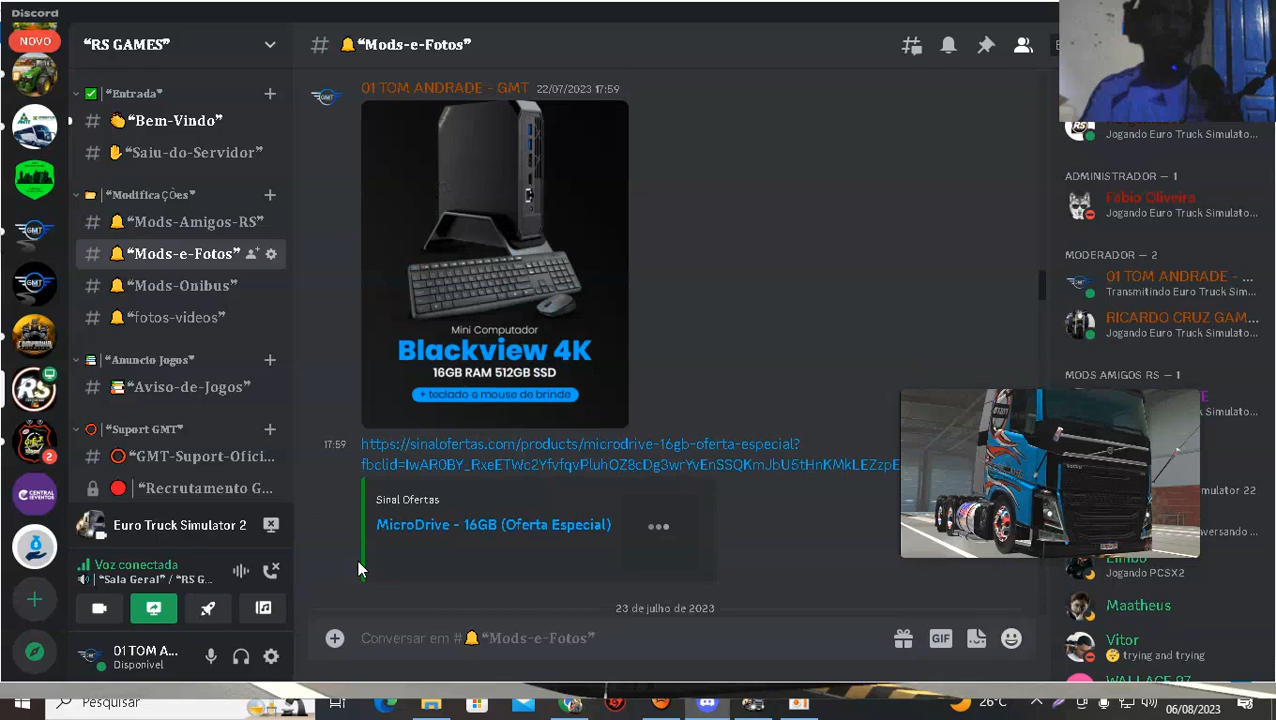 Discord
NOVO
2
“RS GAMES”
“Entrada”
“Bem-Vindo”
“Saiu-do-Servidor”
“ModificaÇÕes”
“Mods-Amigos-RS”
“Mods-e-Fotos”
“Mods-Onibus”
“fotos-videos”
“Anuncio Jogos”
“Aviso-de-Jogos”
“Suport GMT”
“GMT-Suport-Ofici...
“Recrutamento G...
Euro Truck Simulator 2
Voz conectada
“Sala Geral” / “RS G...
01 TOM A...
Disponível
“Mods-e-Fotos”
01 TOM ANDRADE - GMT 22/07/2023 17:59
Mini Computador
Blackview 4K
16GB RAM 512GB SSD
+ teclado e mouse de brinde
17:59 https://sinalofertas.com/products/microdrive-16gb-oferta-especial?
Sinal Ofertas
MicroDrive - 16GB (Oferta Especial)
23 de julho de 2023
Conversar em # “Mods-e-Fotos”
GIF
Jogando Euro Truck Simulato...
ADMINISTRADOR — 1
Fabio Oliveira
Jogando Euro Truck Simulato...
MODERADOR — 2
01 TOM ANDRADE - ...
Transmitindo Euro Truck Sim...
RICARDO CRUZ GAM...
Jogando Euro Truck Simulato...
MODS AMIGOS RS — 1
Jogando PCSX2
Maatheus
Vitor
trying and trying
WALLACE 97
Pesquisar
26°C
06/08/2023